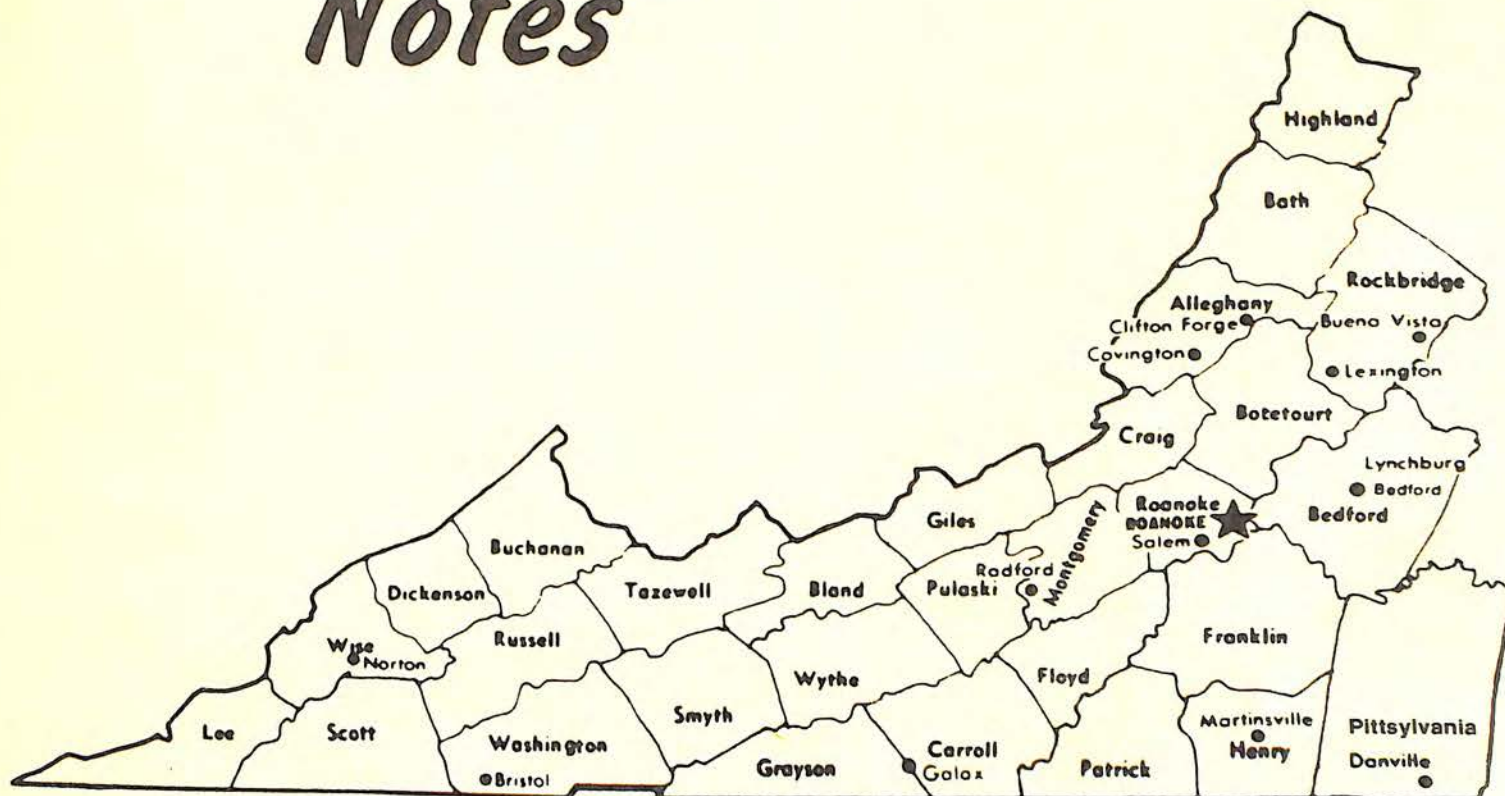 Notes
Highland
Bath
Rockbridge
Alleghany
Clifton Forge
Buena Vista
Covington
Lexington
Botetourt
Craig
Lynchburg
Bedford
Bedford
Roanoke
ROANOKE
Salem
Giles
Montgomery
Radford
Pulaski
Buchanan
Dickenson
Tazewell
Bland
Russell
Wise
Norton
Franklin
Wythe
Floyd
Smyth
Lee
Scott
Washington
Bristol
Grayson
Carroll
Galax
Patrick
Martinsville
Henry
Pittsylvania
Danville